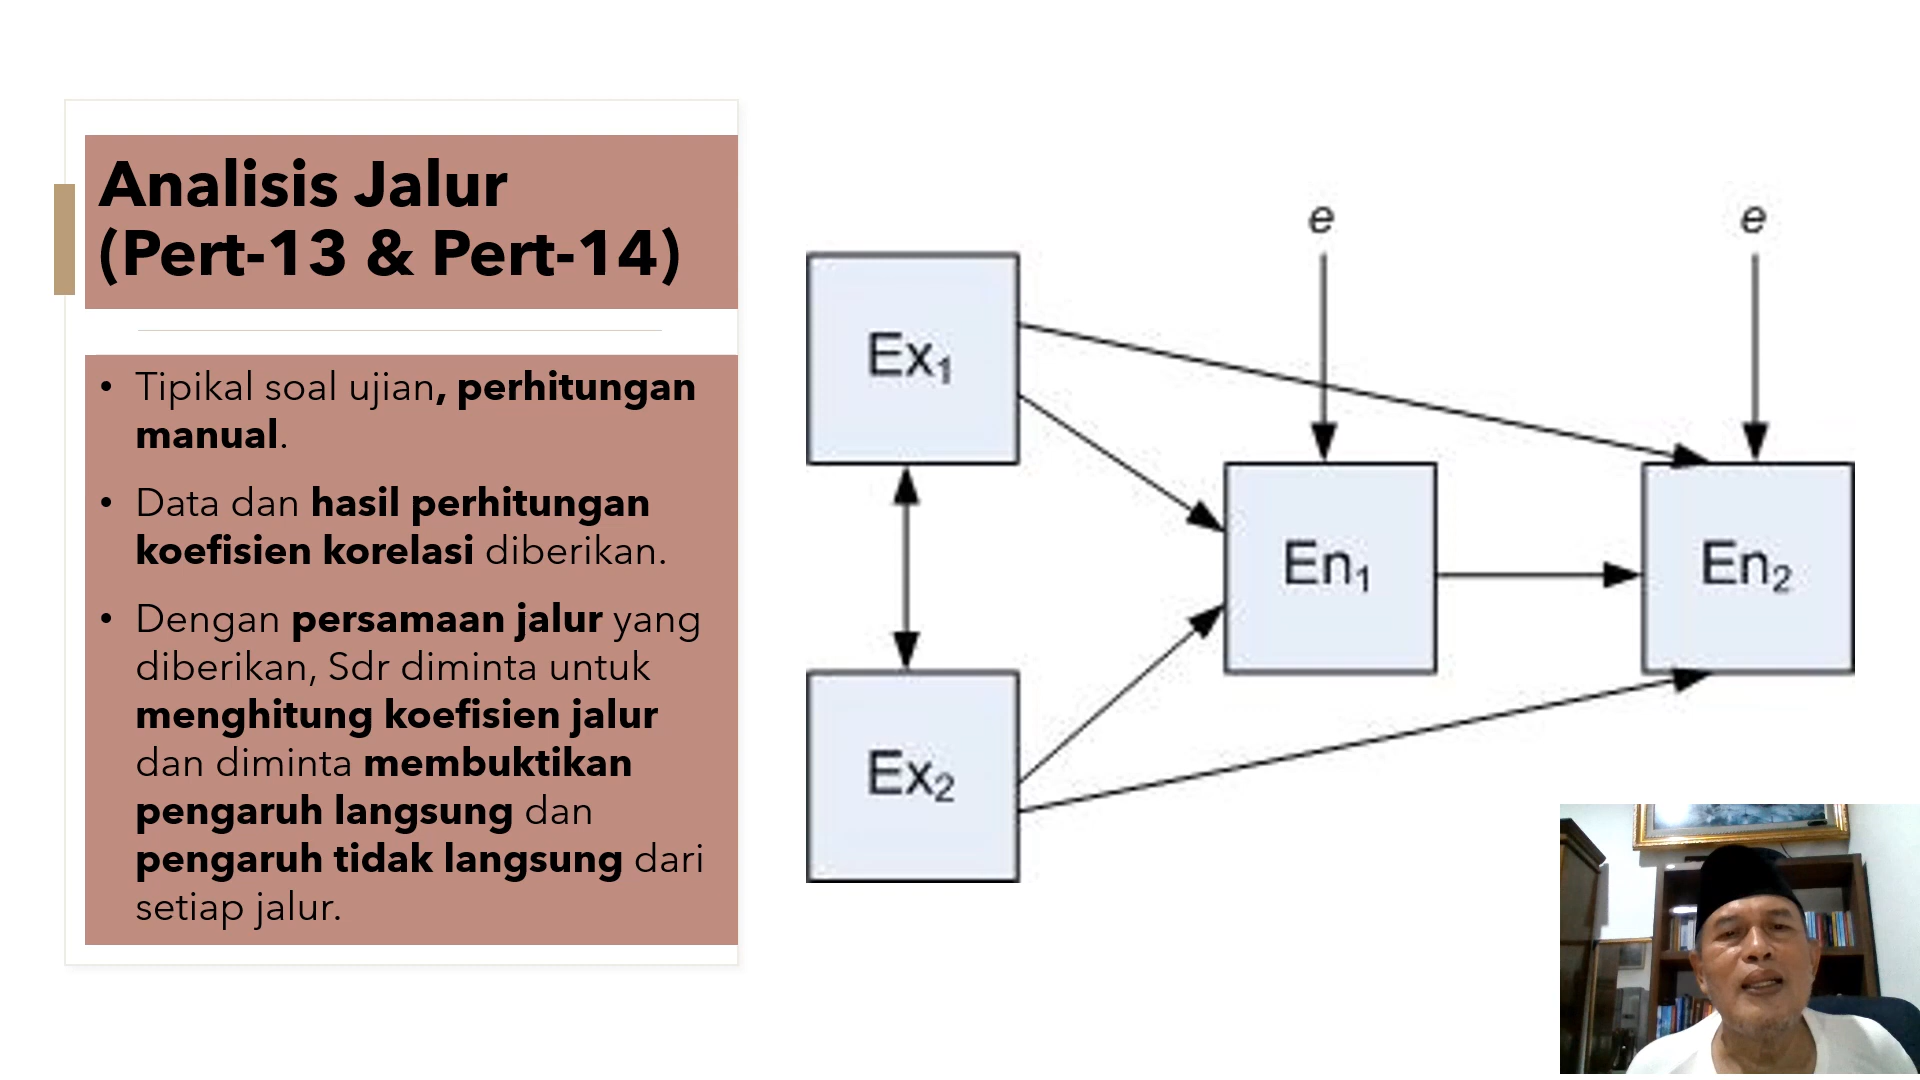 Analisis Jalur
(Pert-13 & Pert-14)
• Tipikal soal ujian, perhitungan
manual.
• Data dan hasil perhitungan
koefisien korelasi diberikan.
• Dengan persamaan jalur yang
diberikan, Sdr diminta untuk
menghitung koefisien jalur
dan diminta membuktikan
pengaruh langsung dan
pengaruh tidak langsung dari
setiap jalur.
e
e
Ex₁
En₁
En₂
Ex₂